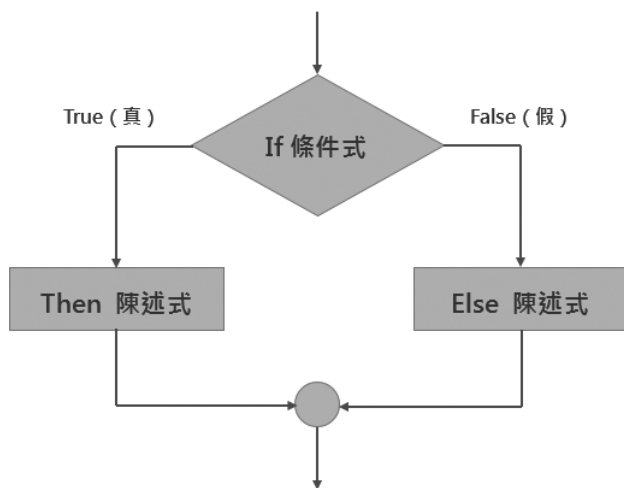 True ( 真 )
False ( 假 )
If 條件式
Then 陳述式
Else 陳述式